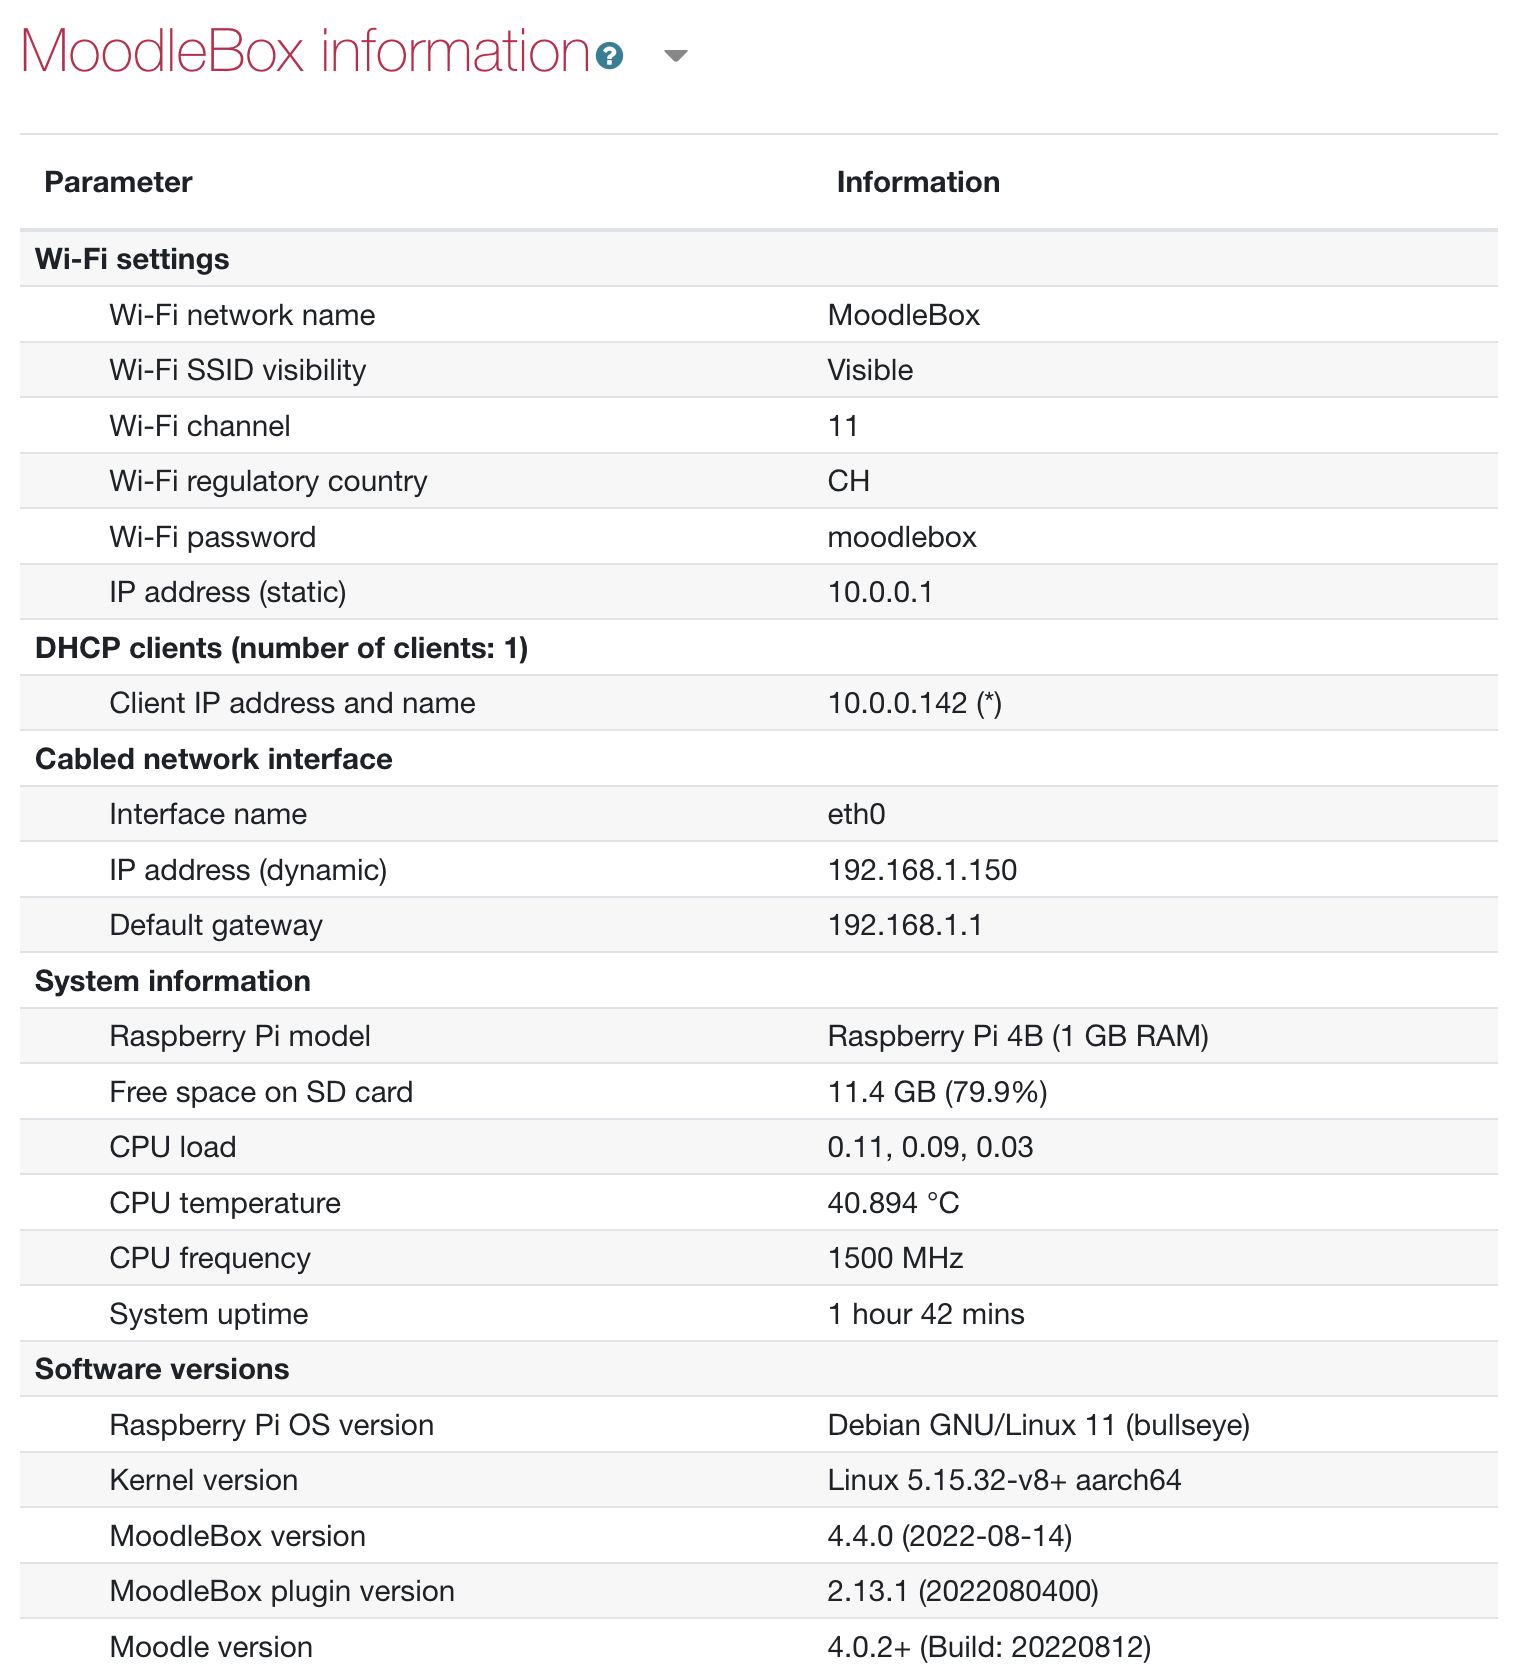 MoodleBox information
Parameter Information
Wi-Fi settings
Wi-Fi network name MoodleBox
Wi-Fi SSID visibility Visible
Wi-Fi channel 11
Wi-Fi regulatory country CH
Wi-Fi password moodlebox
IP address (static) 10.0.0.1
DHCP clients (number of clients: 1)
Client IP address and name 10.0.0.142 (*)
Cabled network interface
Interface name eth0
IP address (dynamic) 192.168.1.150
Default gateway 192.168.1.1
System information
Raspberry Pi model Raspberry Pi 4B (1 GB RAM)
Free space on SD card 11.4 GB (79.9%)
CPU load 0.11, 0.09, 0.03
CPU temperature 40.894 °C
CPU frequency 1500 MHz
System uptime 1 hour 42 mins
Software versions
Raspberry Pi OS version Debian GNU/Linux 11 (bullseye)
Kernel version Linux 5.15.32-v8+ aarch64
MoodleBox version 4.4.0 (2022-08-14)
MoodleBox plugin version 2.13.1 (2022080400)
Moodle version 4.0.2+ (Build: 20220812)